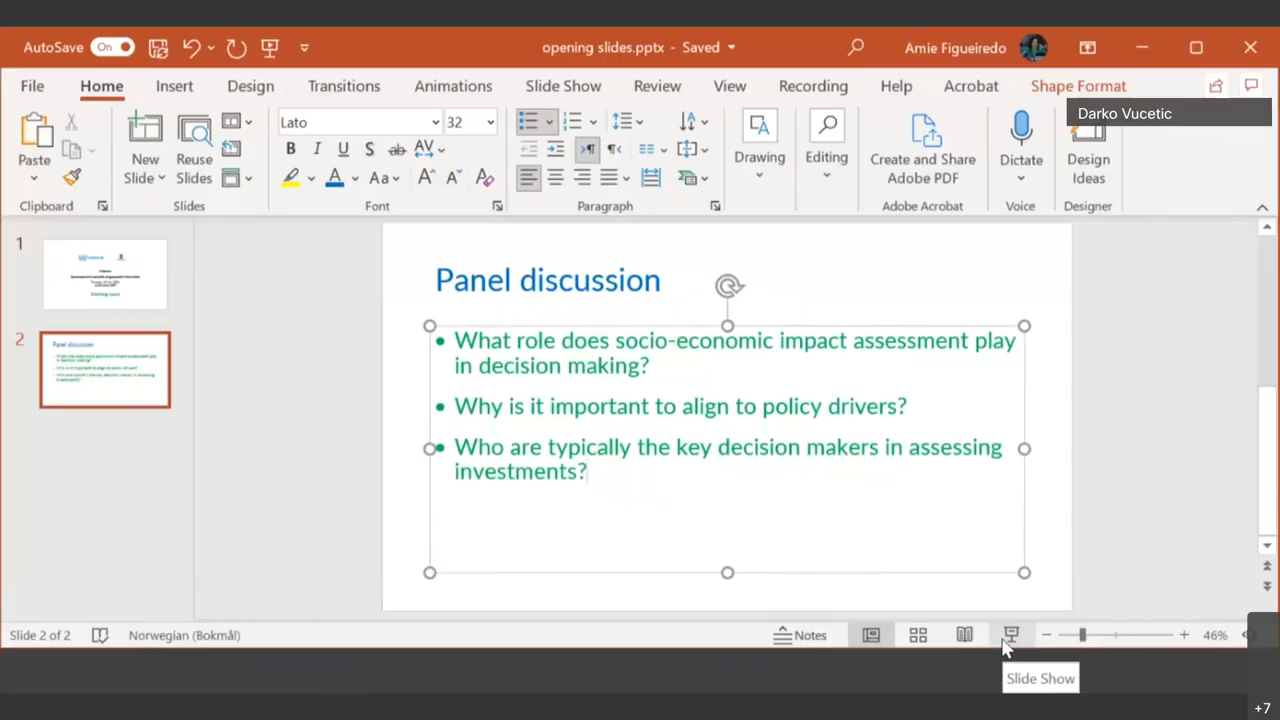 AutoSave On opening slides.pptx - Saved Amie Figueiredo
File Home Insert Design Transitions Animations Slide Show Review View Recording Help Acrobat Shape Format
Darko Vucetic
Lato 32
Paste New Slide Reuse Slides Drawing Editing Create and Share Adobe PDF Dictate Design Ideas
Clipboard Slides Font Paragraph Adobe Acrobat Voice Designer
1
2
Panel discussion
• What role does socio-economic impact assessment play
in decision making?
• Why is it important to align to policy drivers?
• Who are typically the key decision makers in assessing
investments?
Slide 2 of 2 Norwegian (Bokmål) Notes 46%
Slide Show
+7